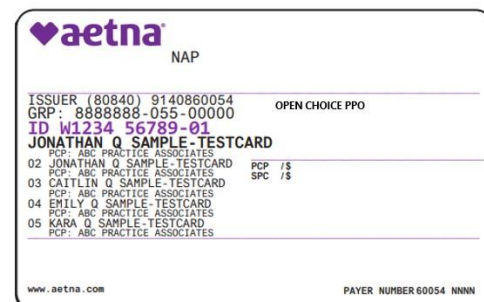 aetna
NAP
ISSUER (80840) 9140860054 OPEN CHOICE PPO
GRP: 8888888-055-00000
ID W1234 56789-01
JONATHAN Q SAMPLE-TESTCARD
PCP: ABC PRACTICE ASSOCIATES
02 JONATHAN Q SAMPLE-TESTCARD PCP /$
PCP: ABC PRACTICE ASSOCIATES SPC /$
03 CAITLIN Q SAMPLE-TESTCARD
PCP: ABC PRACTICE ASSOCIATES
04 EMILY Q SAMPLE-TESTCARD
PCP: ABC PRACTICE ASSOCIATES
05 KARA Q SAMPLE-TESTCARD
PCP: ABC PRACTICE ASSOCIATES
www.aetna.com PAYER NUMBER 60054 NNNN